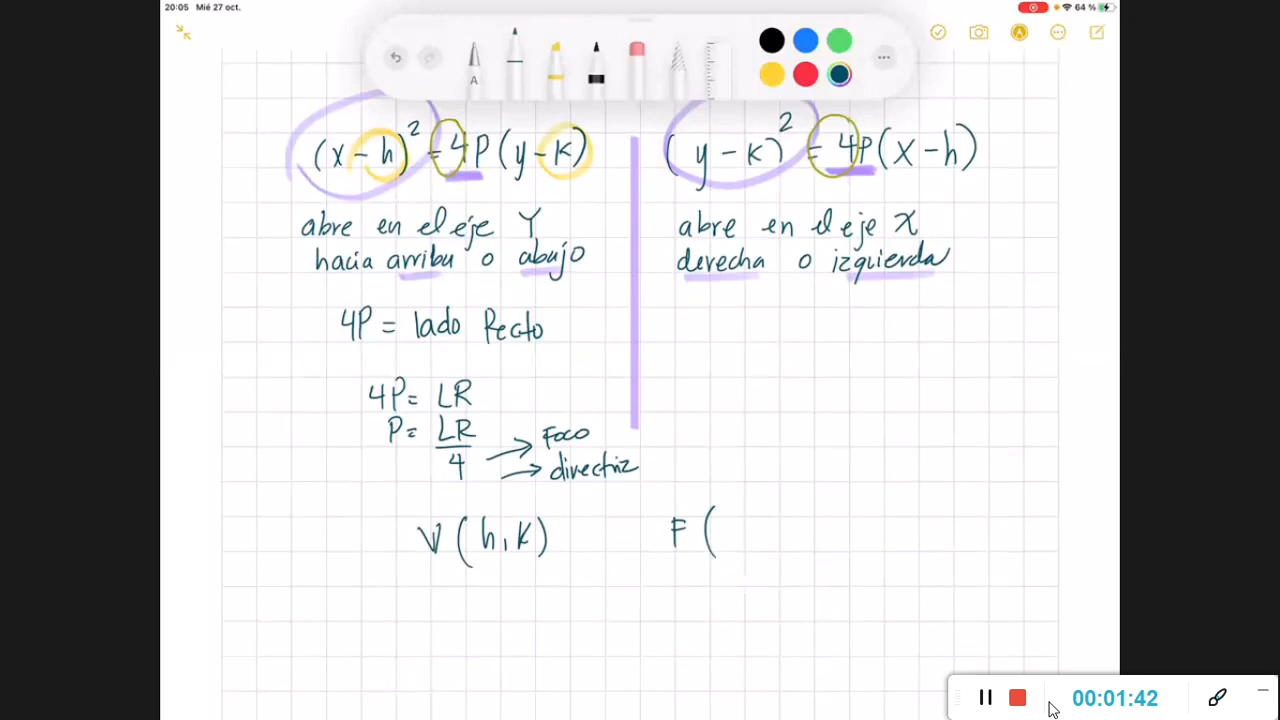 20:05 Mié 27 oct.
64 %
A
(x - h)² = 4P (y - k)
abre en el eje Y
hacia arriba o abajo
4P = lado Recto
4P = LR
P = LR/4
Foco
directriz
V (h, k)
(y - k)² = 4P (x - h)
abre en el eje X
derecha o izquierda
F (
00:01:42